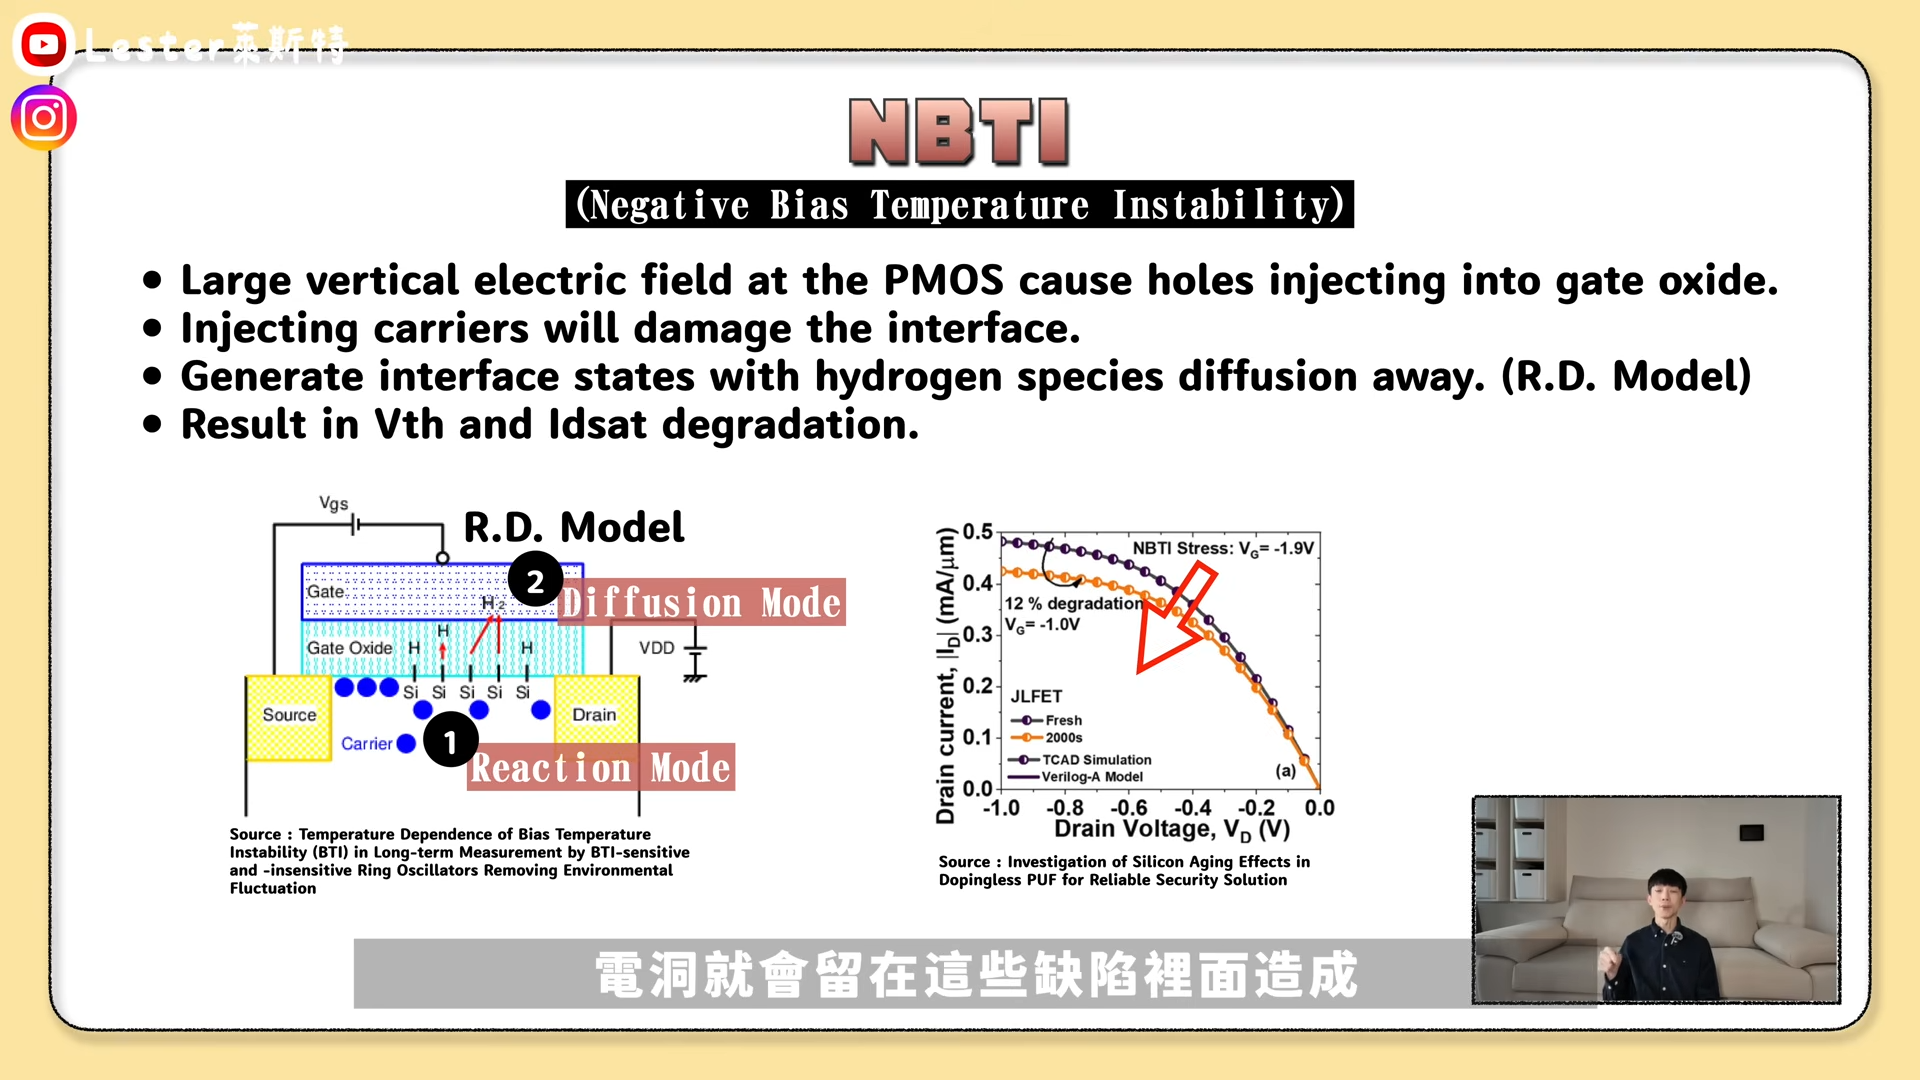 Lester萊斯特
NBTI
(Negative Bias Temperature Instability)
• Large vertical electric field at the PMOS cause holes injecting into gate oxide.
• Injecting carriers will damage the interface.
• Generate interface states with hydrogen species diffusion away. (R.D. Model)
• Result in Vth and Idsat degradation.
Vgs
R.D. Model
2
Diffusion Mode
Gate
H2
H
Gate Oxide H H
VDD
Si Si Si Si Si
Source
Drain
Carrier
1
Reaction Mode
Source : Temperature Dependence of Bias Temperature
Instability (BTI) in Long-term Measurement by BTI-sensitive
and -insensitive Ring Oscillators Removing Environmental
Fluctuation
Drain current, |ID| (mA/μm)
0.5
0.4
0.3
0.2
0.1
0.0
NBTI Stress: VG= -1.9V
12 % degradation
VG= -1.0V
JLFET
Fresh
2000s
TCAD Simulation
Verilog-A Model
(a)
-1.0 -0.8 -0.6 -0.4 -0.2 0.0
Drain Voltage, VD (V)
Source : Investigation of Silicon Aging Effects in
Dopingless PUF for Reliable Security Solution
電洞就會留在這些缺陷裡面造成